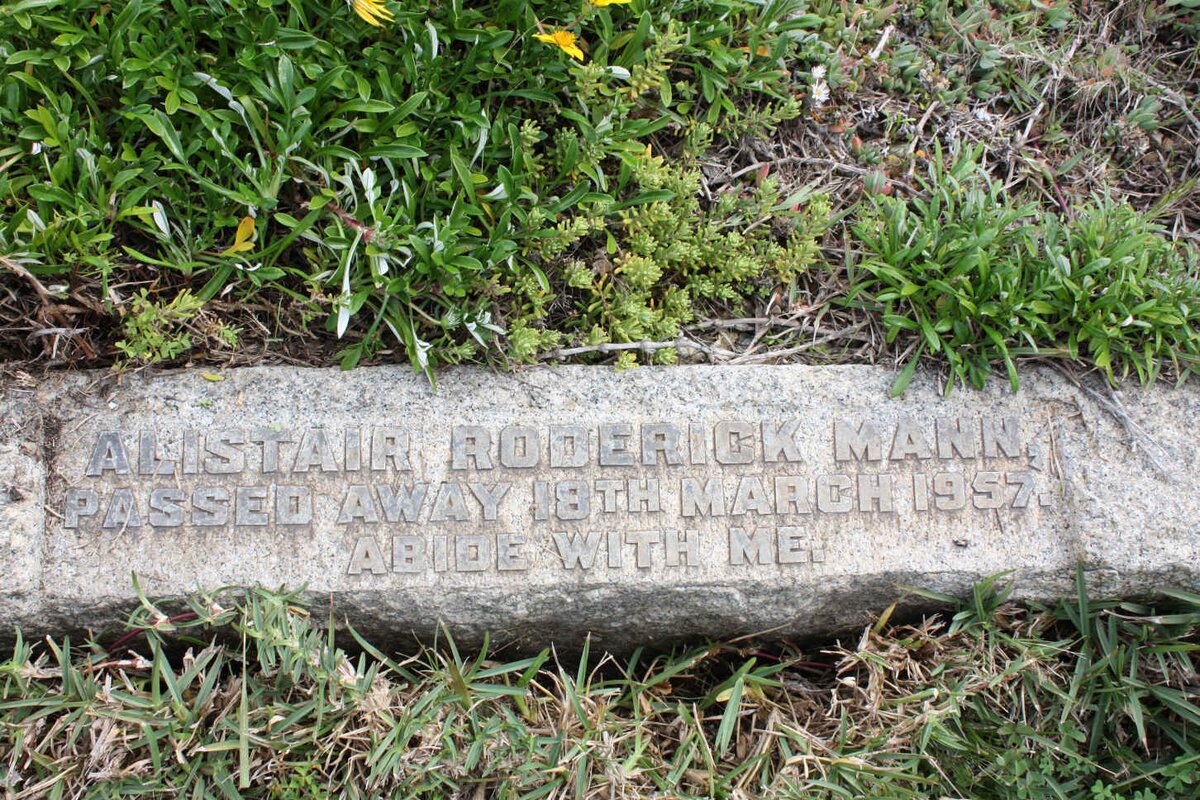 ALISTAIR RODERICK MANN,
PASSED AWAY 18TH MARCH 1957.
ABIDE WITH ME.